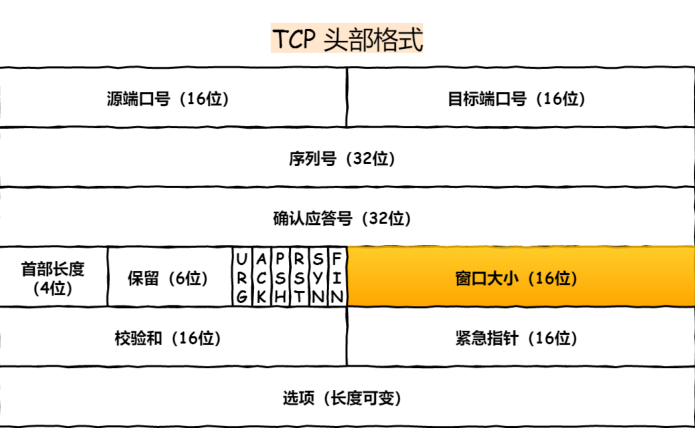 TCP 头部格式
源端口号（16位） 目标端口号（16位）
序列号（32位）
确认应答号（32位）
首部长度
（4位）
保留（6位）
URG
ACK
PSH
RST
SYN
FIN
窗口大小（16位）
校验和（16位） 紧急指针（16位）
选项（长度可变）